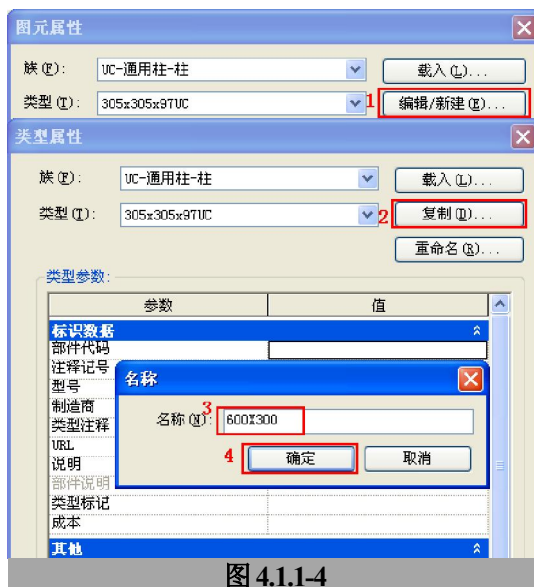 图元属性
族(F): UC-通用柱-柱 载入(L)...
类型(T): 305x305x97UC 1 编辑/新建(E)...
类型属性
族(F): UC-通用柱-柱 载入(L)...
类型(T): 305x305x97UC 2 复制(D)...
重命名(R)...
类型参数:
参数 值
标识数据
部件代码
注释记号
型号
制造商
类型注释
URL
说明
部件说明
类型标记
成本
其他
名称
名称(N): 3 600X300
4 确定 取消
图 4.1.1-4